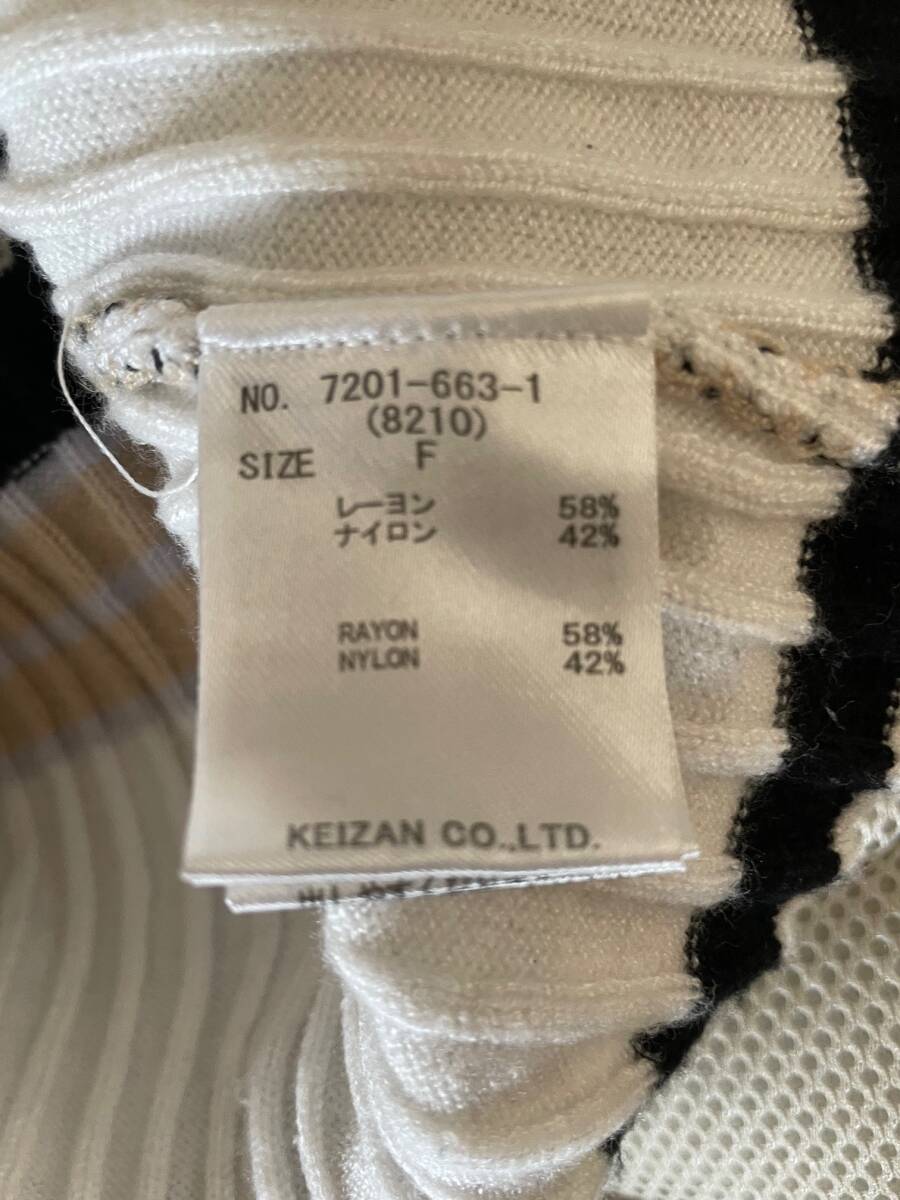 NO. 7201-663-1
(8210)
SIZE F
レーヨン 58%
ナイロン 42%
RAYON 58%
NYLON 42%
KEIZAN CO.,LTD.